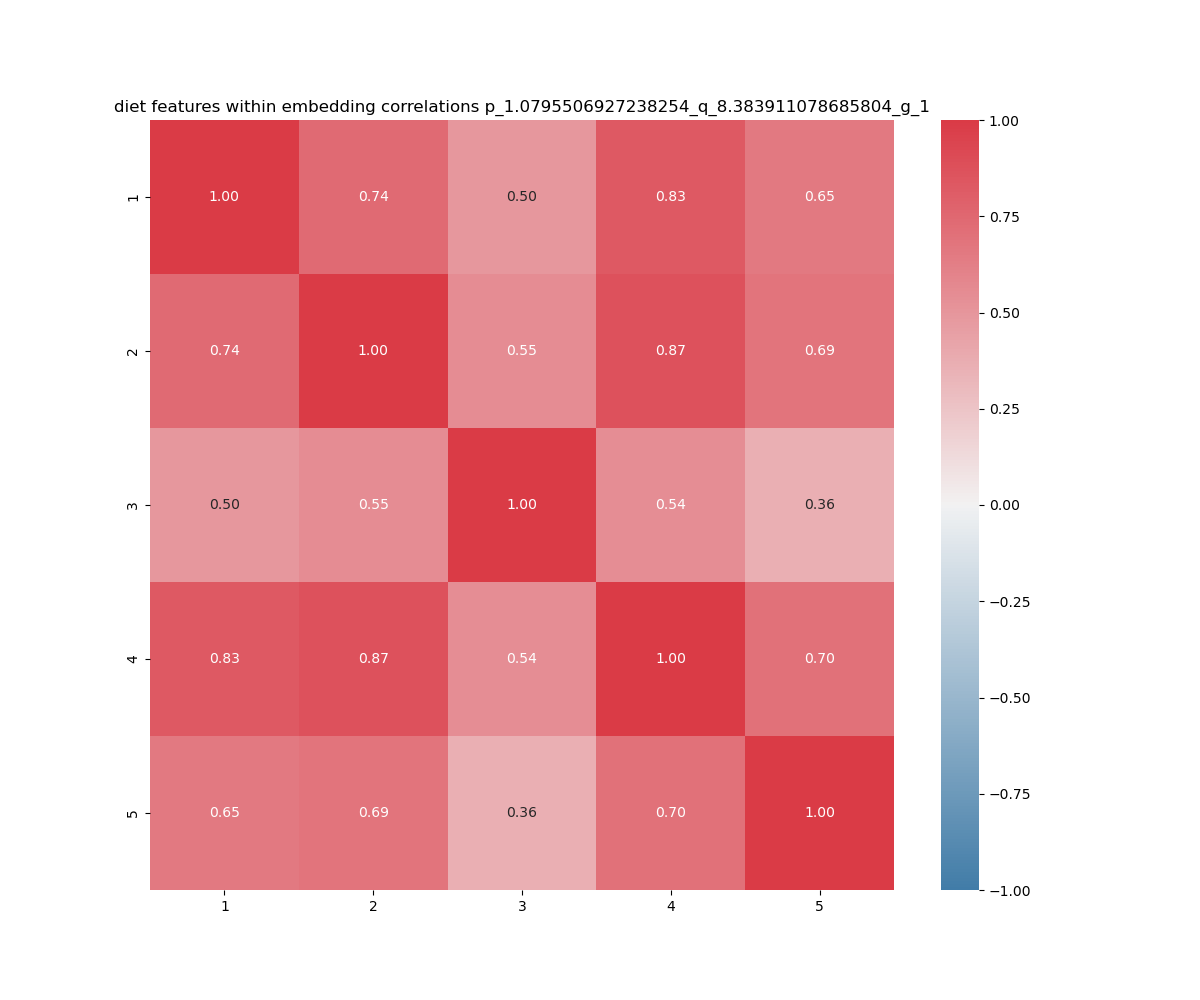 diet features within embedding correlations p_1.0795506927238254_q_8.383911078685804_g_1
1 1.00 0.74 0.50 0.83 0.65
2 0.74 1.00 0.55 0.87 0.69
3 0.50 0.55 1.00 0.54 0.36
4 0.83 0.87 0.54 1.00 0.70
5 0.65 0.69 0.36 0.70 1.00
1 2 3 4 5
1.00
0.75
0.50
0.25
0.00
−0.25
−0.50
−0.75
−1.00